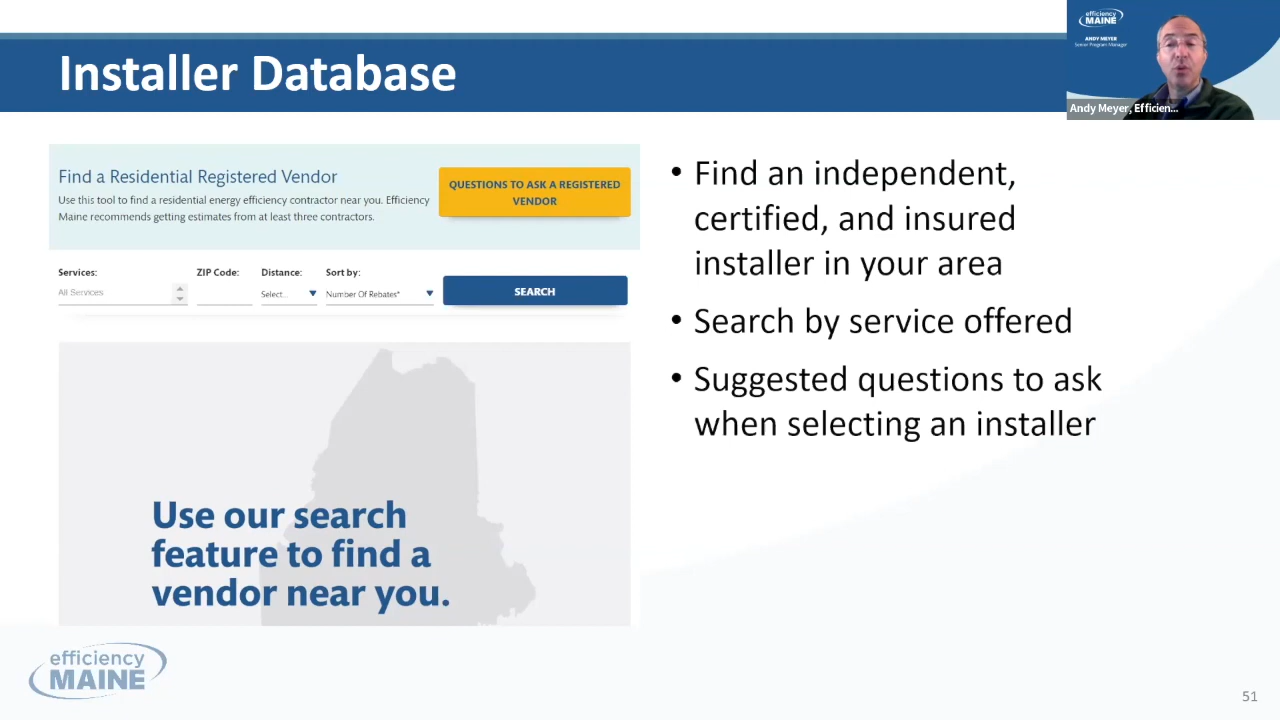 Installer Database
efficiency
MAINE
ANDY MEYER
Senior Program Manager
Andy Meyer, Efficien...
Find a Residential Registered Vendor
Use this tool to find a residential energy efficiency contractor near you. Efficiency
Maine recommends getting estimates from at least three contractors.
QUESTIONS TO ASK A REGISTERED
VENDOR
Services:
ZIP Code:
Distance:
Sort by:
All Services
Select...
Number Of Rebates*
SEARCH
Use our search
feature to find a
vendor near you.
• Find an independent,
certified, and insured
installer in your area
• Search by service offered
• Suggested questions to ask
when selecting an installer
efficiency
MAINE
51